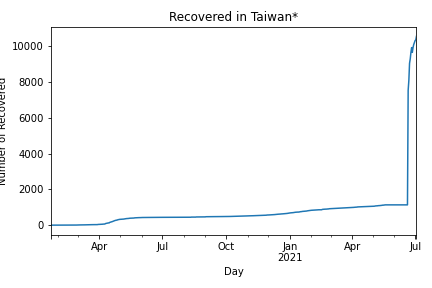 Recovered in Taiwan*
Number of Recovered
10000
8000
6000
4000
2000
0
Apr
Jul
Oct
Jan
2021
Apr
Jul
Day